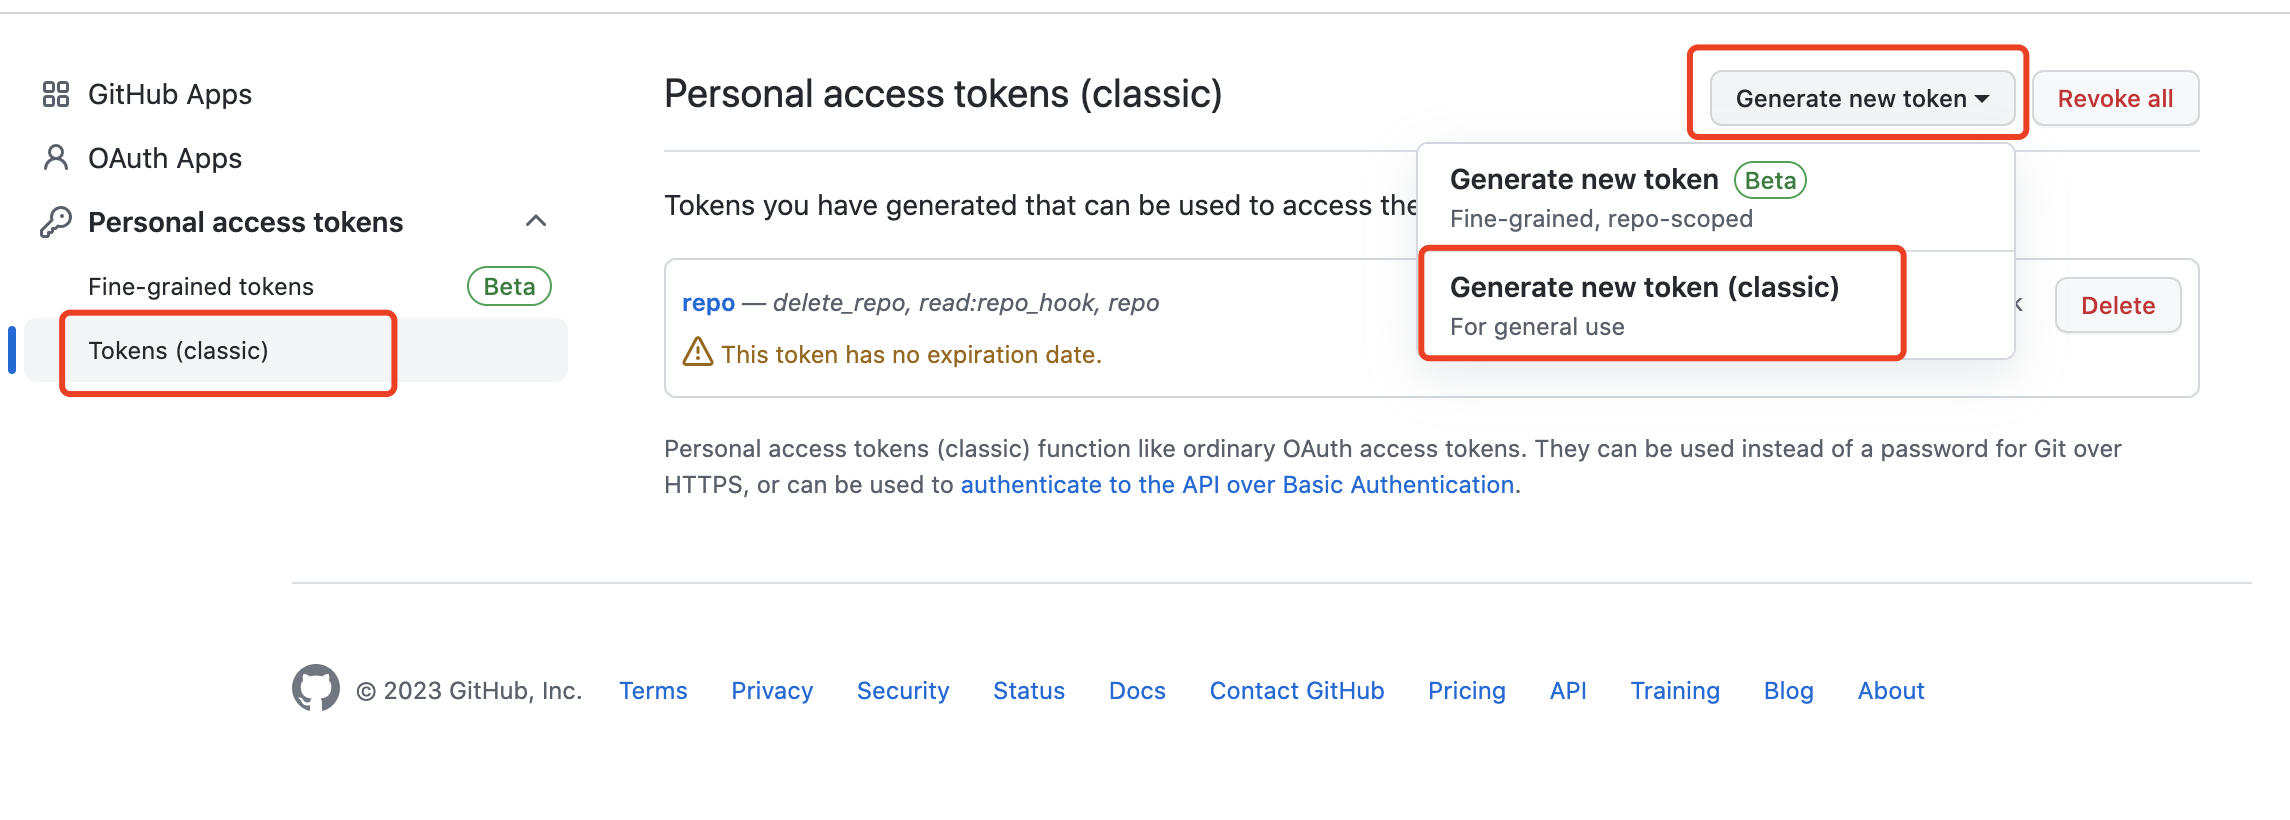 GitHub Apps
OAuth Apps
Personal access tokens
Fine-grained tokens Beta
Tokens (classic)
Personal access tokens (classic)
Generate new token
Revoke all
Generate new token Beta
Fine-grained, repo-scoped
Generate new token (classic)
For general use
Tokens you have generated that can be used to access the
repo — delete_repo, read:repo_hook, repo
Delete
This token has no expiration date.
Personal access tokens (classic) function like ordinary OAuth access tokens. They can be used instead of a password for Git over
HTTPS, or can be used to authenticate to the API over Basic Authentication.
© 2023 GitHub, Inc. Terms Privacy Security Status Docs Contact GitHub Pricing API Training Blog About